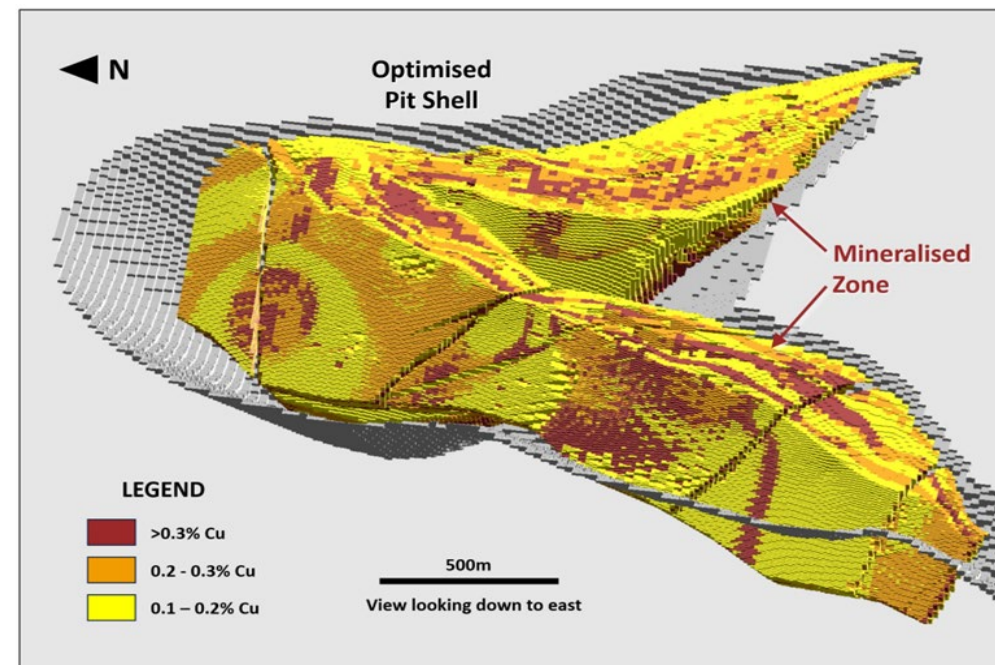 N
Optimised
Pit Shell
Mineralised
Zone
LEGEND
>0.3% Cu
0.2 - 0.3% Cu
0.1 – 0.2% Cu
500m
View looking down to east